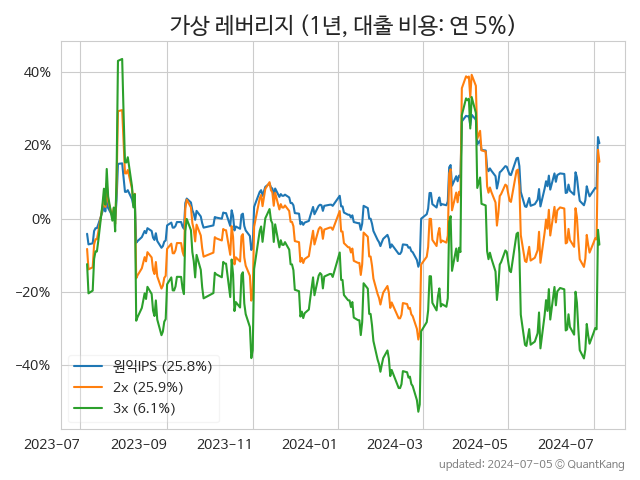 가상 레버리지 (1년, 대출 비용: 연 5%)
40%
20%
0%
−20%
−40%
원익IPS (25.8%)
2x (25.9%)
3x (6.1%)
2023-07 2023-09 2023-11 2024-01 2024-03 2024-05 2024-07
updated: 2024-07-05 © QuantKang